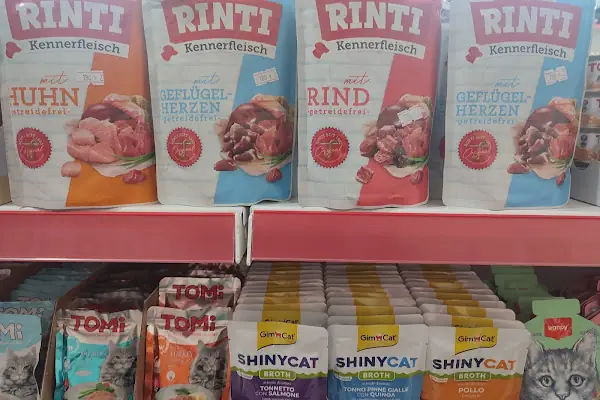 RINTI
Kennerfleisch
mit
HUHN
-getreidefrei-
RINTI
Kennerfleisch
mit
GEFLÜGEL-
HERZEN
-getreidefrei-
RINTI
Kennerfleisch
mit
RIND
-getreidefrei-
RINTI
Kennerfleisch
mit
GEFLÜGEL-
HERZEN
-getreidefrei-
TOMi
TOMi
TOMi
TOMi
GimCat
SHINYCAT
BROTH
TONNETTO
CON SALMONE
GimCat
SHINYCAT
BROTH
TONNO PINNE GIALLE
CON QUINOA
GimCat
SHINYCAT
BROTH
POLLO
wanpy